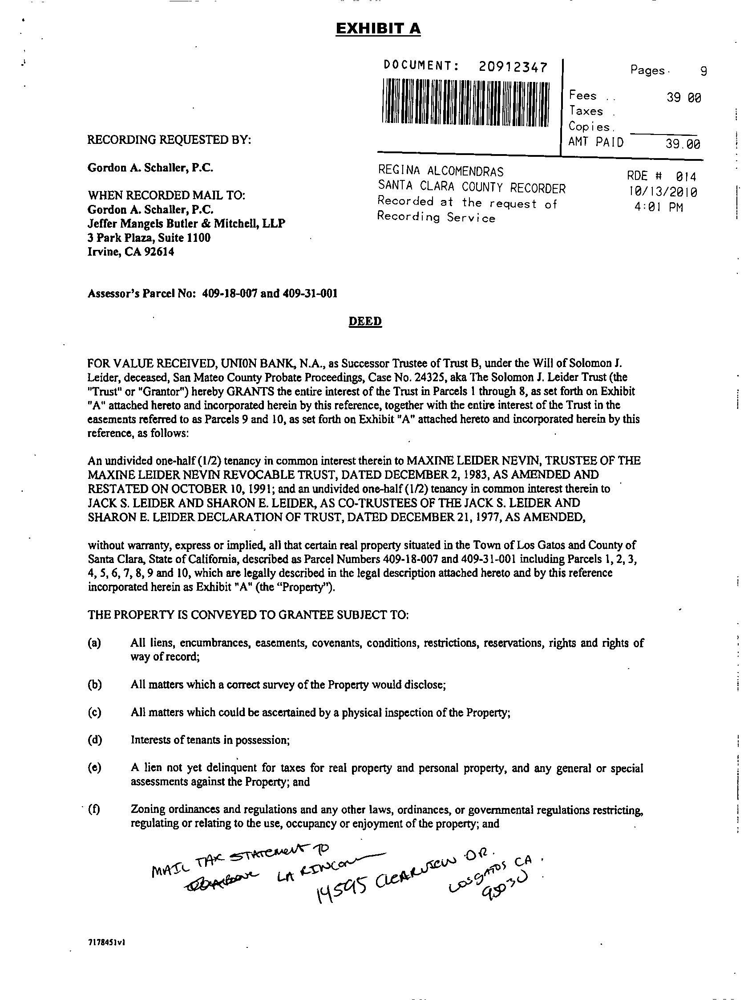 EXHIBIT A
DOCUMENT: 20912347
Pages. 9
Fees .. 39 00
Taxes .
Copies.
AMT PAID 39.00
RECORDING REQUESTED BY:
Gordon A. Schaller, P.C.
WHEN RECORDED MAIL TO:
Gordon A. Schaller, P.C.
Jeffer Mangels Butler & Mitchell, LLP
3 Park Plaza, Suite 1100
Irvine, CA 92614
REGINA ALCOMENDRAS
SANTA CLARA COUNTY RECORDER
Recorded at the request of
Recording Service
RDE # 014
10/13/2010
4:01 PM
Assessor's Parcel No: 409-18-007 and 409-31-001
DEED
FOR VALUE RECEIVED, UNION BANK, N.A., as Successor Trustee of Trust B, under the Will of Solomon J.
Leider, deceased, San Mateo County Probate Proceedings, Case No. 24325, aka The Solomon J. Leider Trust (the
"Trust" or "Grantor") hereby GRANTS the entire interest of the Trust in Parcels 1 through 8, as set forth on Exhibit
"A" attached hereto and incorporated herein by this reference, together with the entire interest of the Trust in the
easements referred to as Parcels 9 and 10, as set forth on Exhibit "A" attached hereto and incorporated herein by this
reference, as follows:
An undivided one-half (1/2) tenancy in common interest therein to MAXINE LEIDER NEVIN, TRUSTEE OF THE
MAXINE LEIDER NEVIN REVOCABLE TRUST, DATED DECEMBER 2, 1983, AS AMENDED AND
RESTATED ON OCTOBER 10, 1991; and an undivided one-half (1/2) tenancy in common interest therein to
JACK S. LEIDER AND SHARON E. LEIDER, AS CO-TRUSTEES OF THE JACK S. LEIDER AND
SHARON E. LEIDER DECLARATION OF TRUST, DATED DECEMBER 21, 1977, AS AMENDED,
without warranty, express or implied, all that certain real property situated in the Town of Los Gatos and County of
Santa Clara, State of California, described as Parcel Numbers 409-18-007 and 409-31-001 including Parcels 1, 2, 3,
4, 5, 6, 7, 8, 9 and 10, which are legally described in the legal description attached hereto and by this reference
incorporated herein as Exhibit "A" (the "Property").
THE PROPERTY IS CONVEYED TO GRANTEE SUBJECT TO:
(a) All liens, encumbrances, easements, covenants, conditions, restrictions, reservations, rights and rights of
way of record;
(b) All matters which a correct survey of the Property would disclose;
(c) All matters which could be ascertained by a physical inspection of the Property;
(d) Interests of tenants in possession;
(e) A lien not yet delinquent for taxes for real property and personal property, and any general or special
assessments against the Property; and
(f) Zoning ordinances and regulations and any other laws, ordinances, or governmental regulations restricting,
regulating or relating to the use, occupancy or enjoyment of the property; and
MAIL TAX STATEMENT TO
LA RINCON
14595 CLEARVIEW DR.
LOS GATOS CA.
7178451v1